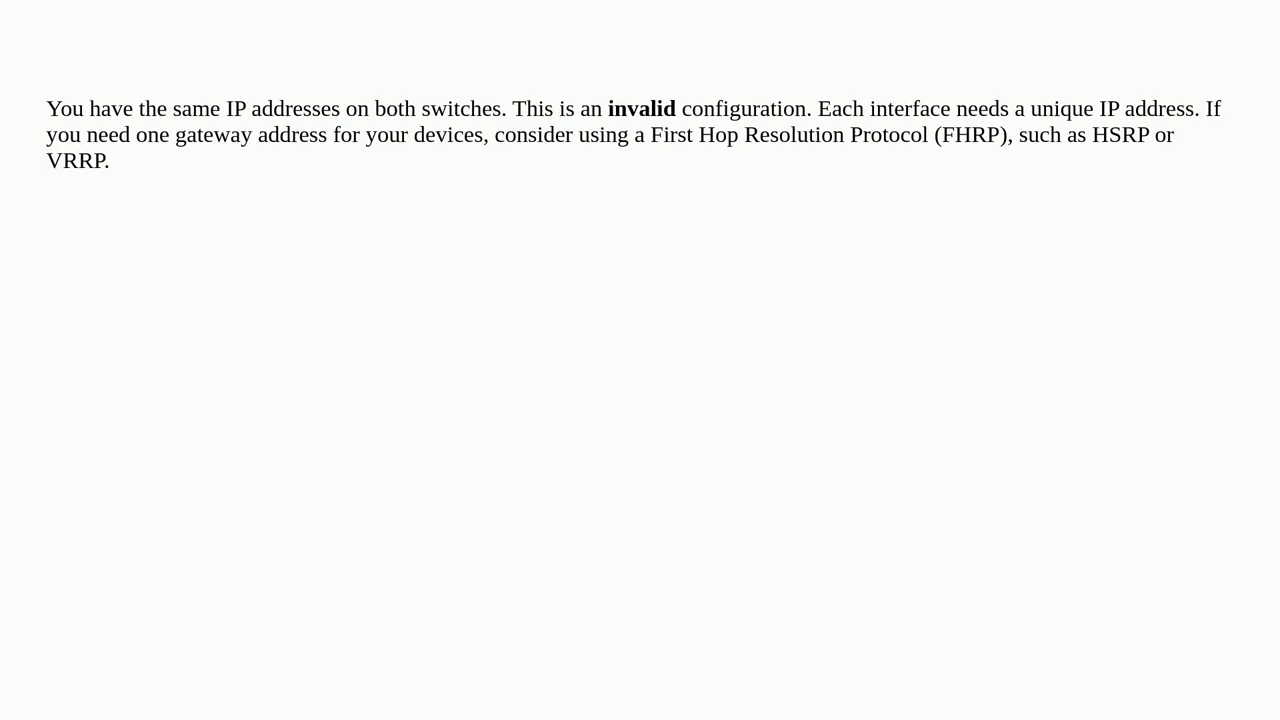 You have the same IP addresses on both switches. This is an invalid configuration. Each interface needs a unique IP address. If
you need one gateway address for your devices, consider using a First Hop Resolution Protocol (FHRP), such as HSRP or
VRRP.